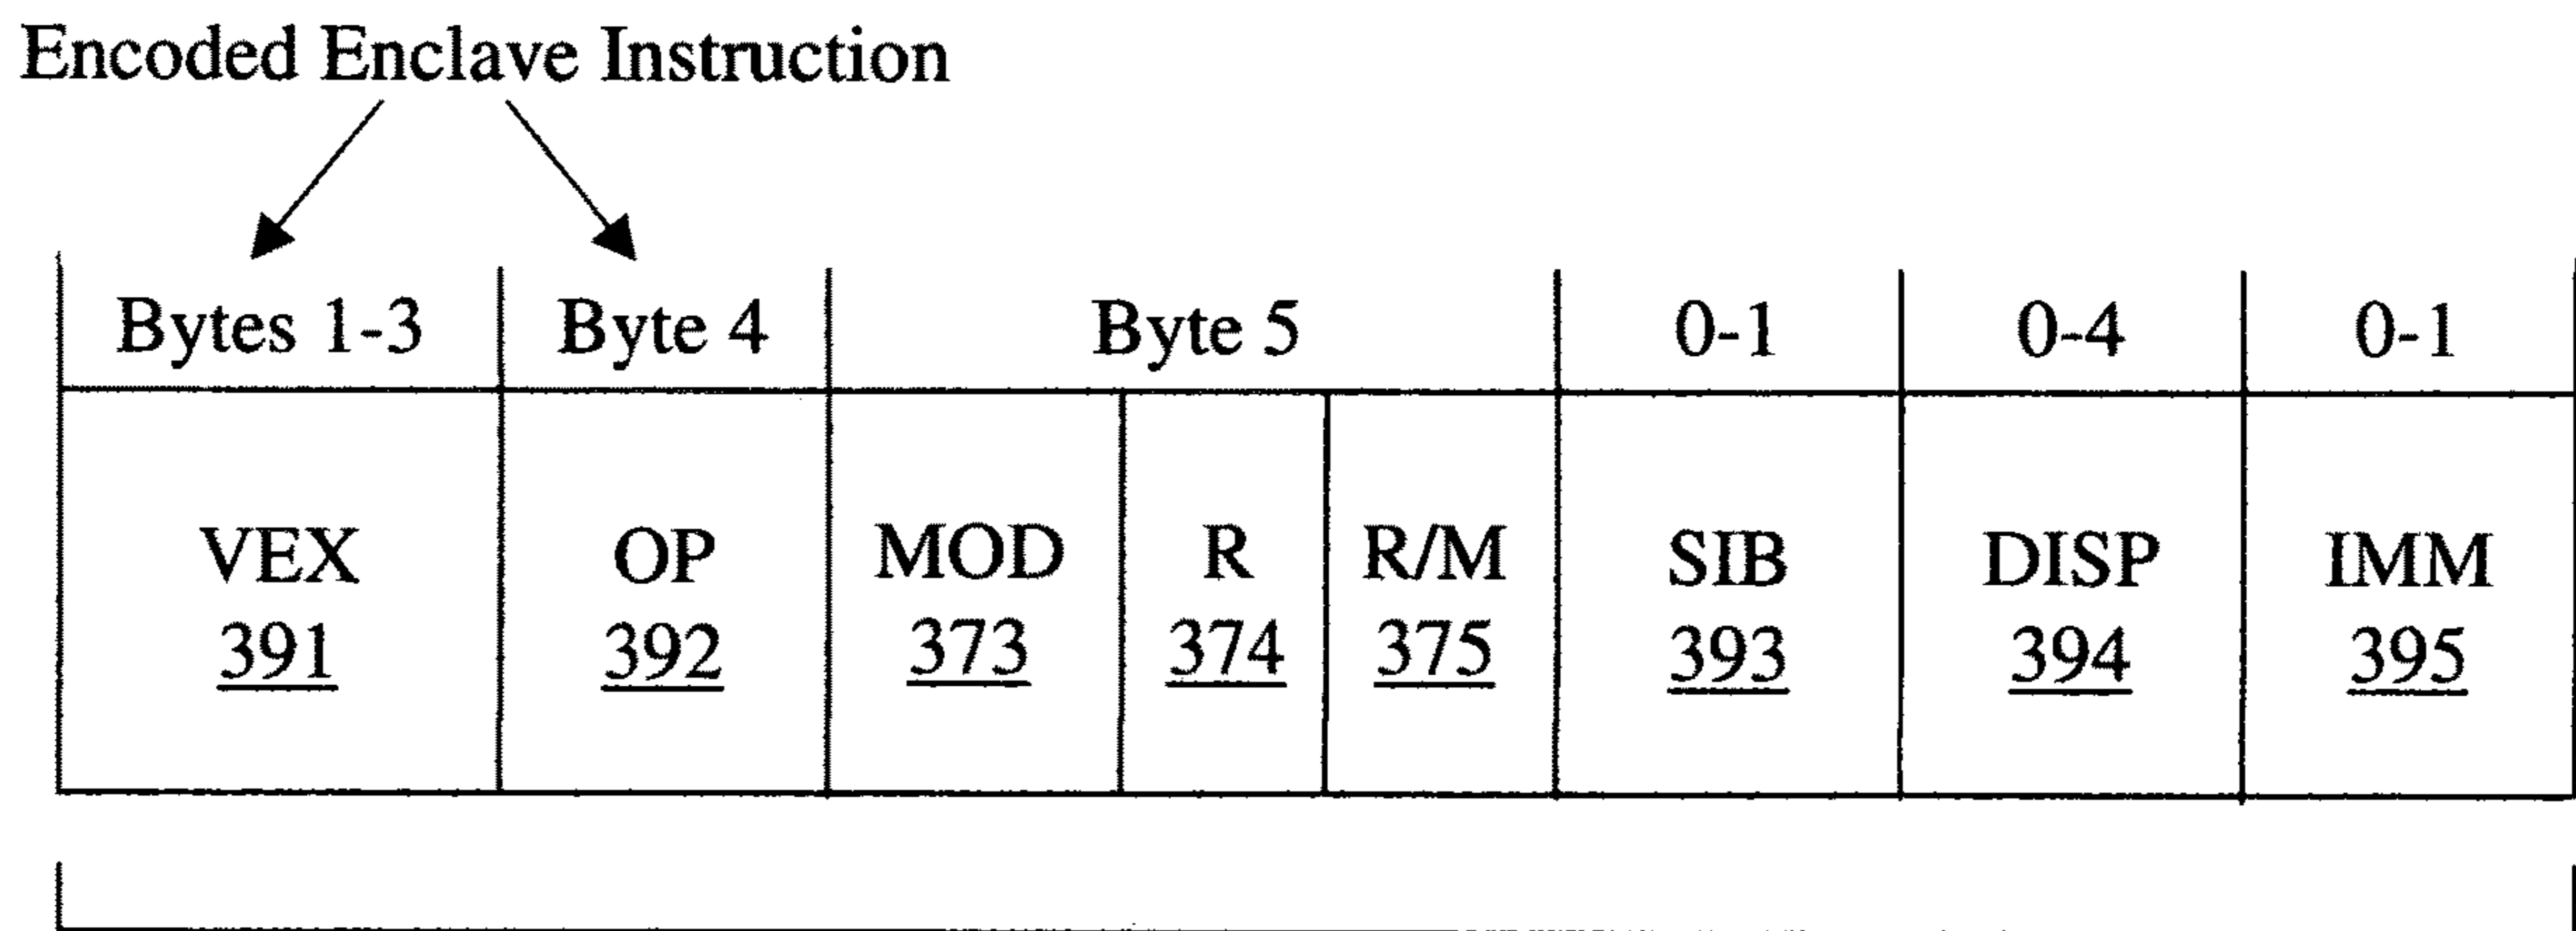 Encoded Enclave Instruction
Bytes 1-3 Byte 4 Byte 5 0-1 0-4 0-1
VEX OP MOD R R/M SIB DISP IMM
391 392 373 374 375 393 394 395